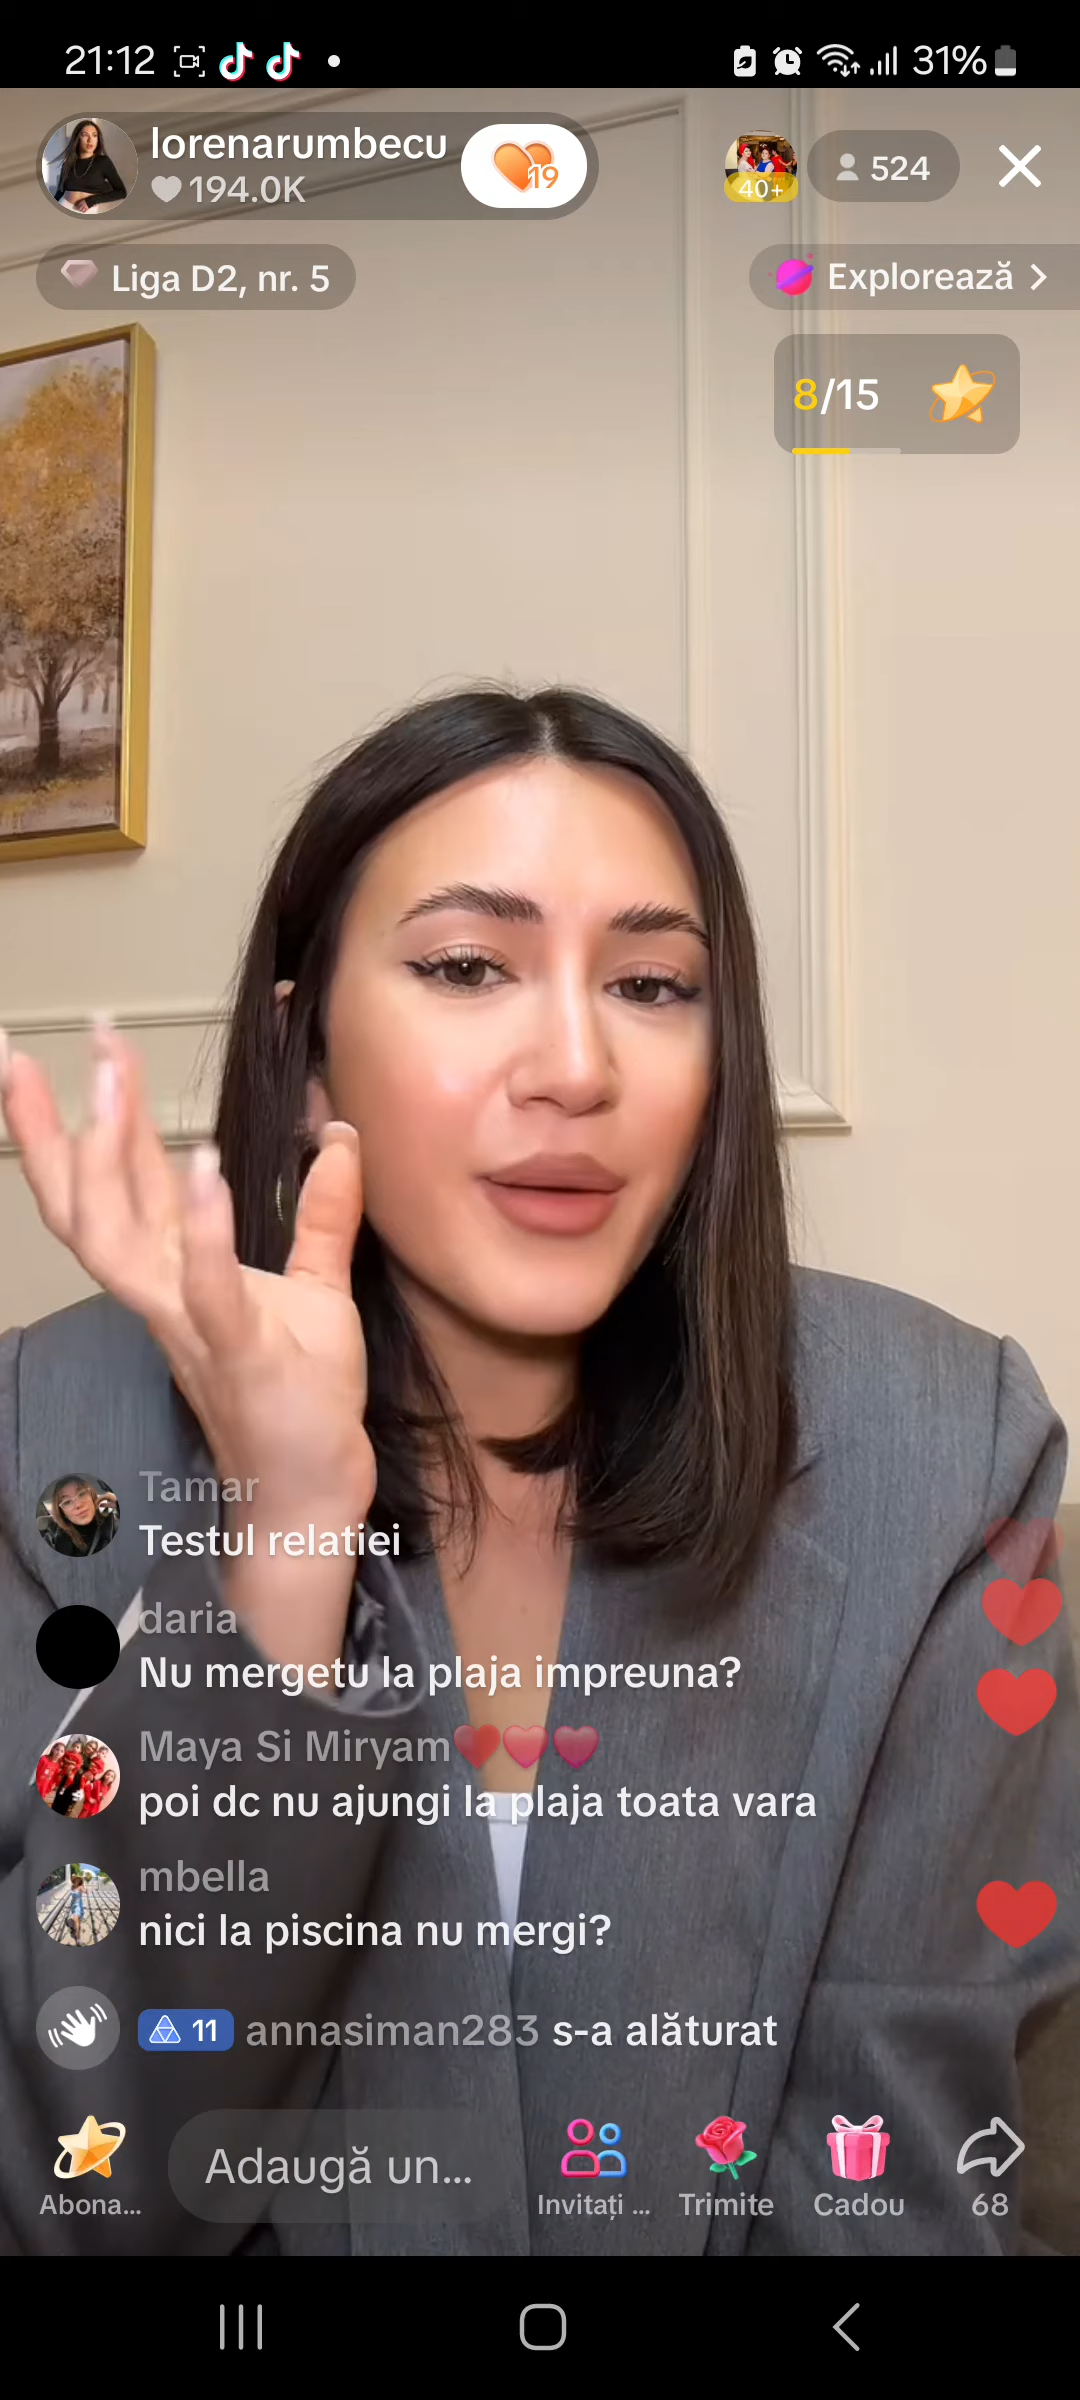 21:12
31%
lorenarumbecu
194.0K
19
40+
524
Liga D2, nr. 5
Explorează
8/15
Tamar
Testul relatiei
daria
Nu mergetu la plaja impreuna?
Maya Si Miryam
poi dc nu ajungi la plaja toata vara
mbella
nici la piscina nu mergi?
11 annasiman283 s-a alăturat
Adaugă un...
Abona...
Invitați ...
Trimite
Cadou
68